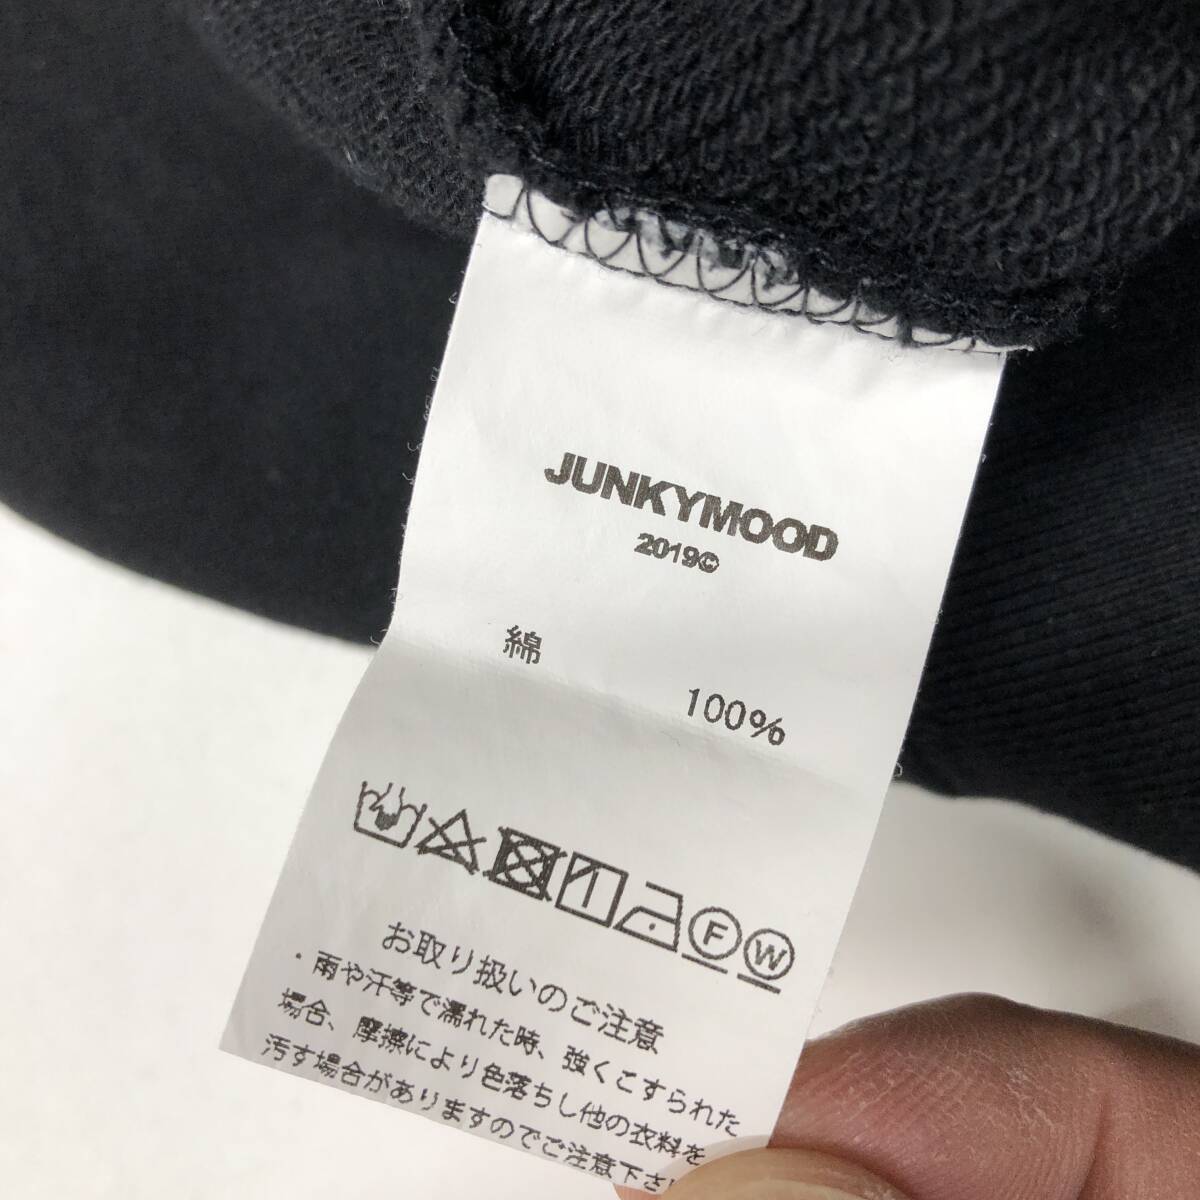 JUNKYMOOD
2019©
綿
100%
F W
お取り扱いのご注意
・雨や汗等で濡れた時、強くこすられた
場合、摩擦により色落ちし他の衣料を
汚す場合がありますのでご注意下さ